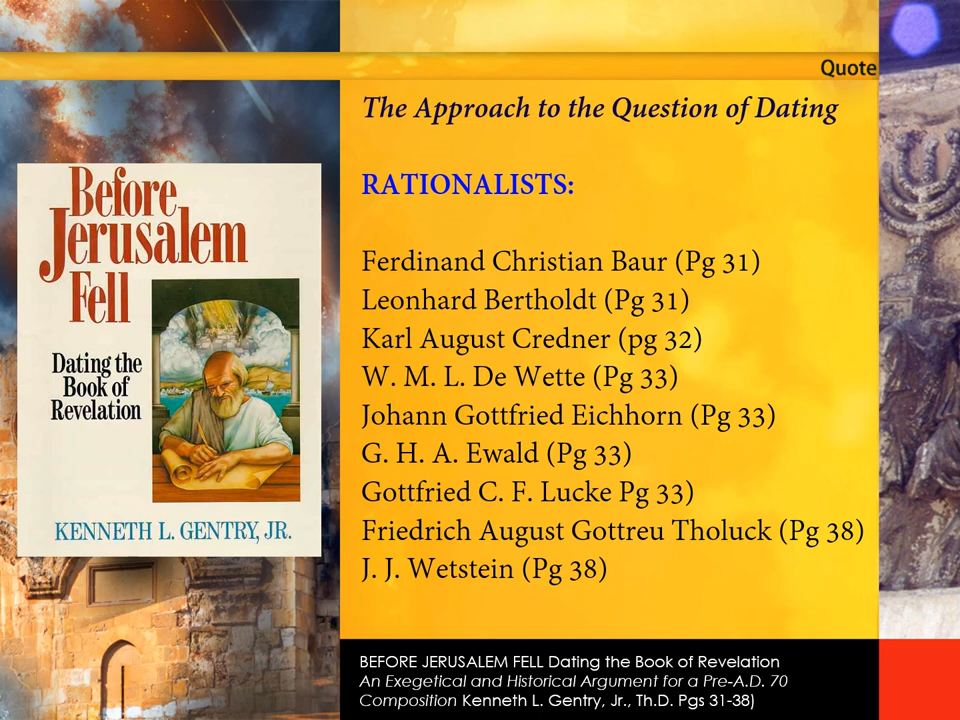 Quote
The Approach to the Question of Dating
RATIONALISTS:
Ferdinand Christian Baur (Pg 31)
Leonhard Bertholdt (Pg 31)
Karl August Credner (pg 32)
W. M. L. De Wette (Pg 33)
Johann Gottfried Eichhorn (Pg 33)
G. H. A. Ewald (Pg 33)
Gottfried C. F. Lucke Pg 33)
Friedrich August Gottreu Tholuck (Pg 38)
J. J. Wetstein (Pg 38)
Before
Jerusalem
Fell
Dating the
Book of
Revelation
KENNETH L. GENTRY, JR.
BEFORE JERUSALEM FELL Dating the Book of Revelation
An Exegetical and Historical Argument for a Pre-A.D. 70
Composition Kenneth L. Gentry, Jr., Th.D. Pgs 31-38)